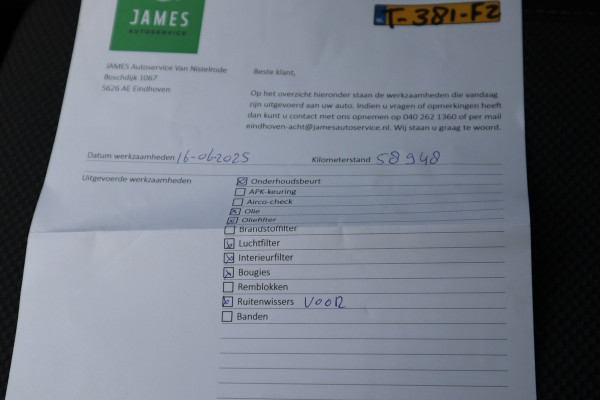 JAMES
AUTOSERVICE
T-381-FZ
JAMES Autoservice Van Nistelrode
Boschdijk 1067
5626 AE Eindhoven
Beste klant,
Op het overzicht hieronder staan de werkzaamheden die vandaag
zijn uitgevoerd aan uw auto. Indien u vragen of opmerkingen heeft
dan kunt u contact met ons opnemen op 040 262 1360 of per mail
eindhoven-acht@jamesautoservice.nl. Wij staan u graag te woord.
Datum werkzaamheden 16-06-2025 Kilometerstand 58948
Uitgevoerde werkzaamheden
Onderhoudsbeurt
APK-keuring
Airco-check
Olie
Oliefilter
Brandstoffilter
Luchtfilter
Interieurfilter
Bougies
Remblokken
Ruitenwissers VOOR
Banden